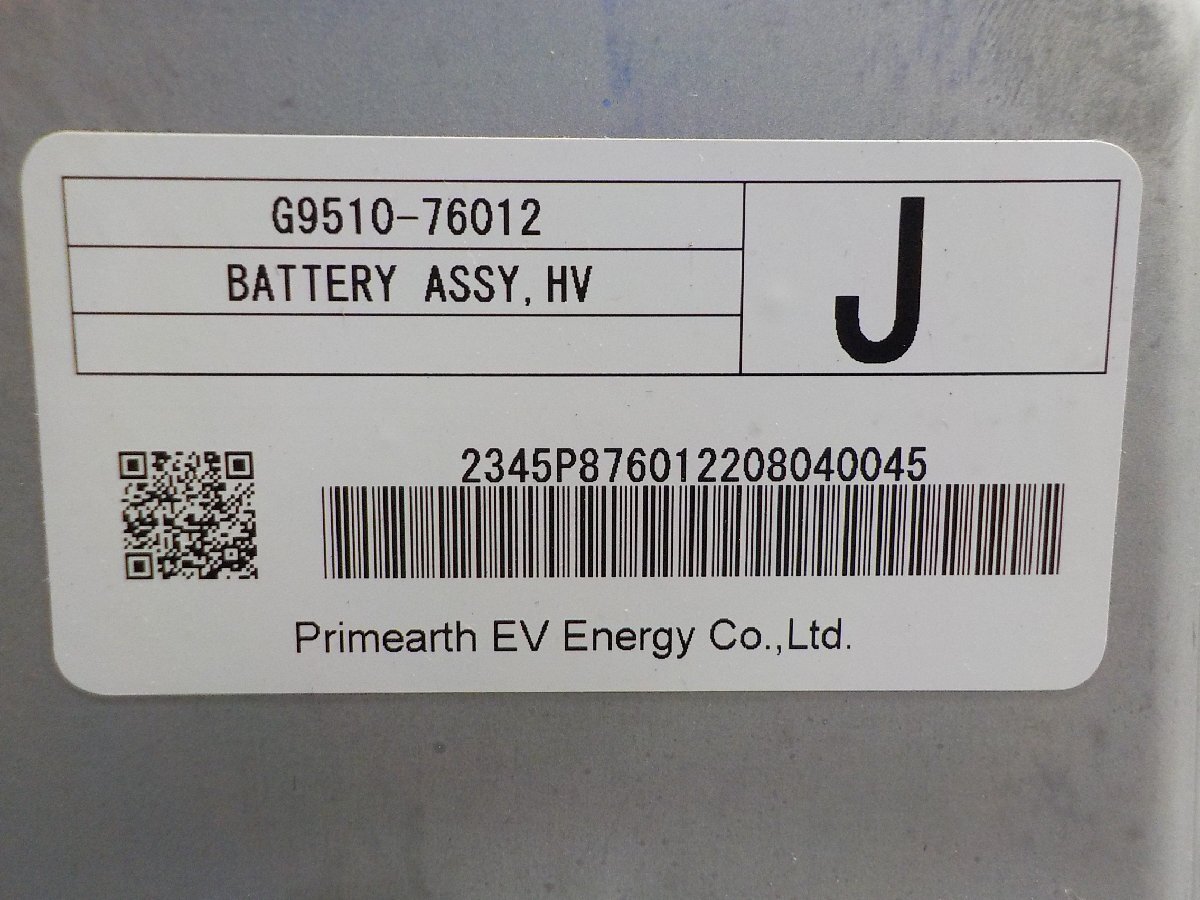 G9510-76012
BATTERY ASSY,HV
J
2345P876012208040045
Primearth EV Energy Co.,Ltd.